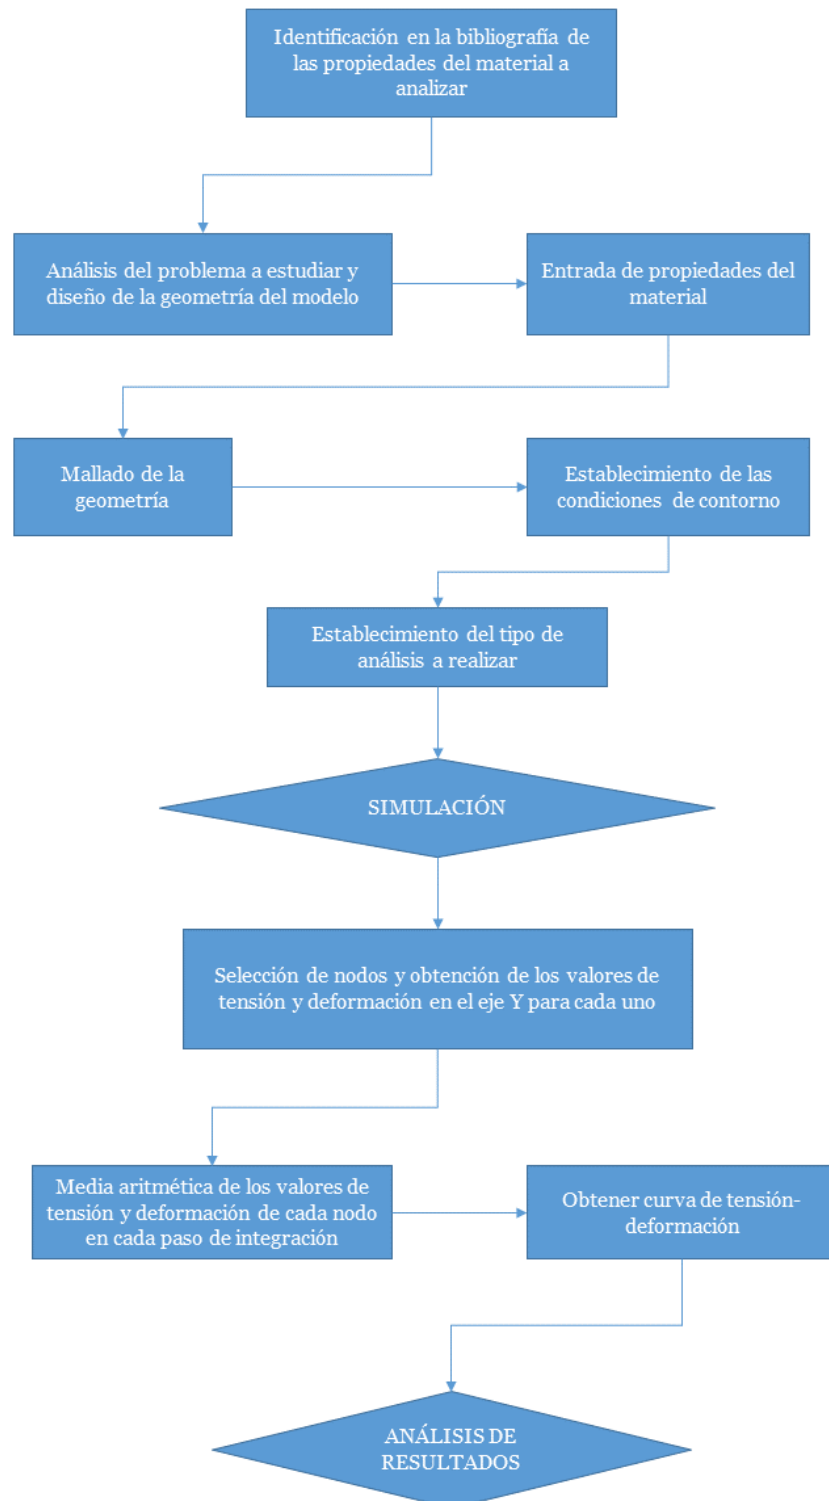 Identificación en la bibliografía de
las propiedades del material a
analizar
Análisis del problema a estudiar y
diseño de la geometría del modelo
Entrada de propiedades del
material
Mallado de la
geometría
Establecimiento de las
condiciones de contorno
Establecimiento del tipo de
análisis a realizar
SIMULACIÓN
Selección de nodos y obtención de los valores de
tensión y deformación en el eje Y para cada uno
Media aritmética de los valores de
tensión y deformación de cada nodo
en cada paso de integración
Obtener curva de tensión-
deformación
ANÁLISIS DE
RESULTADOS